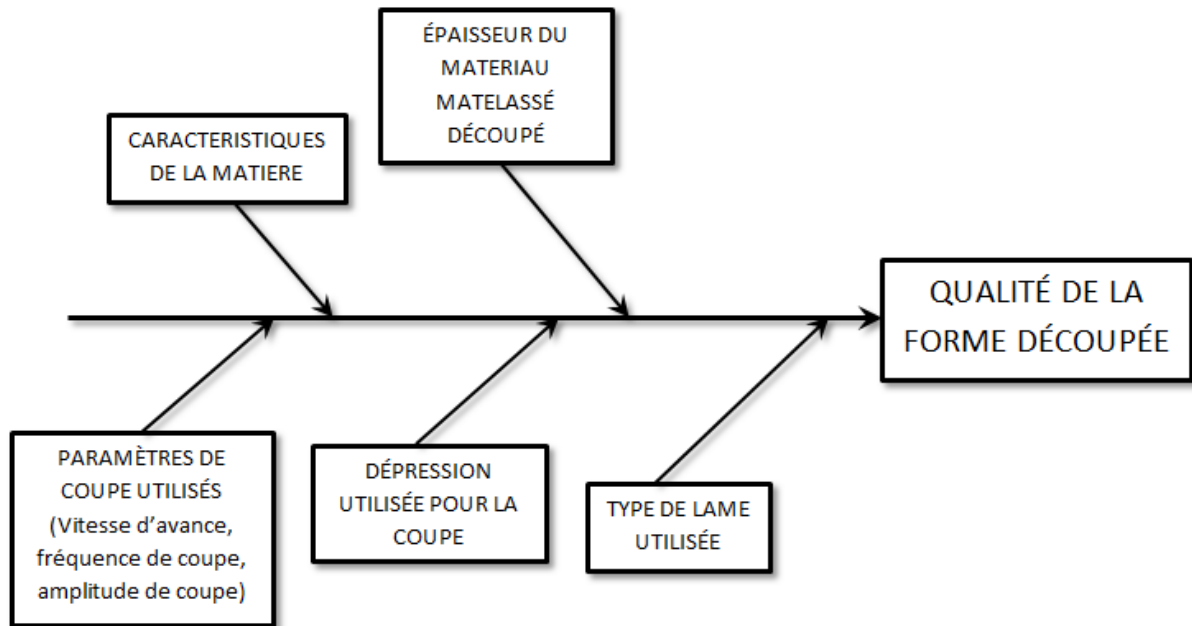 ÉPAISSEUR DU
MATERIAU
MATELASSÉ
DÉCOUPÉ
CARACTERISTIQUES
DE LA MATIERE
QUALITÉ DE LA
FORME DÉCOUPÉE
PARAMÈTRES DE
COUPE UTILISÉS
(Vitesse d’avance,
fréquence de coupe,
amplitude de coupe)
DÉPRESSION
UTILISÉE POUR LA
COUPE
TYPE DE LAME
UTILISÉE